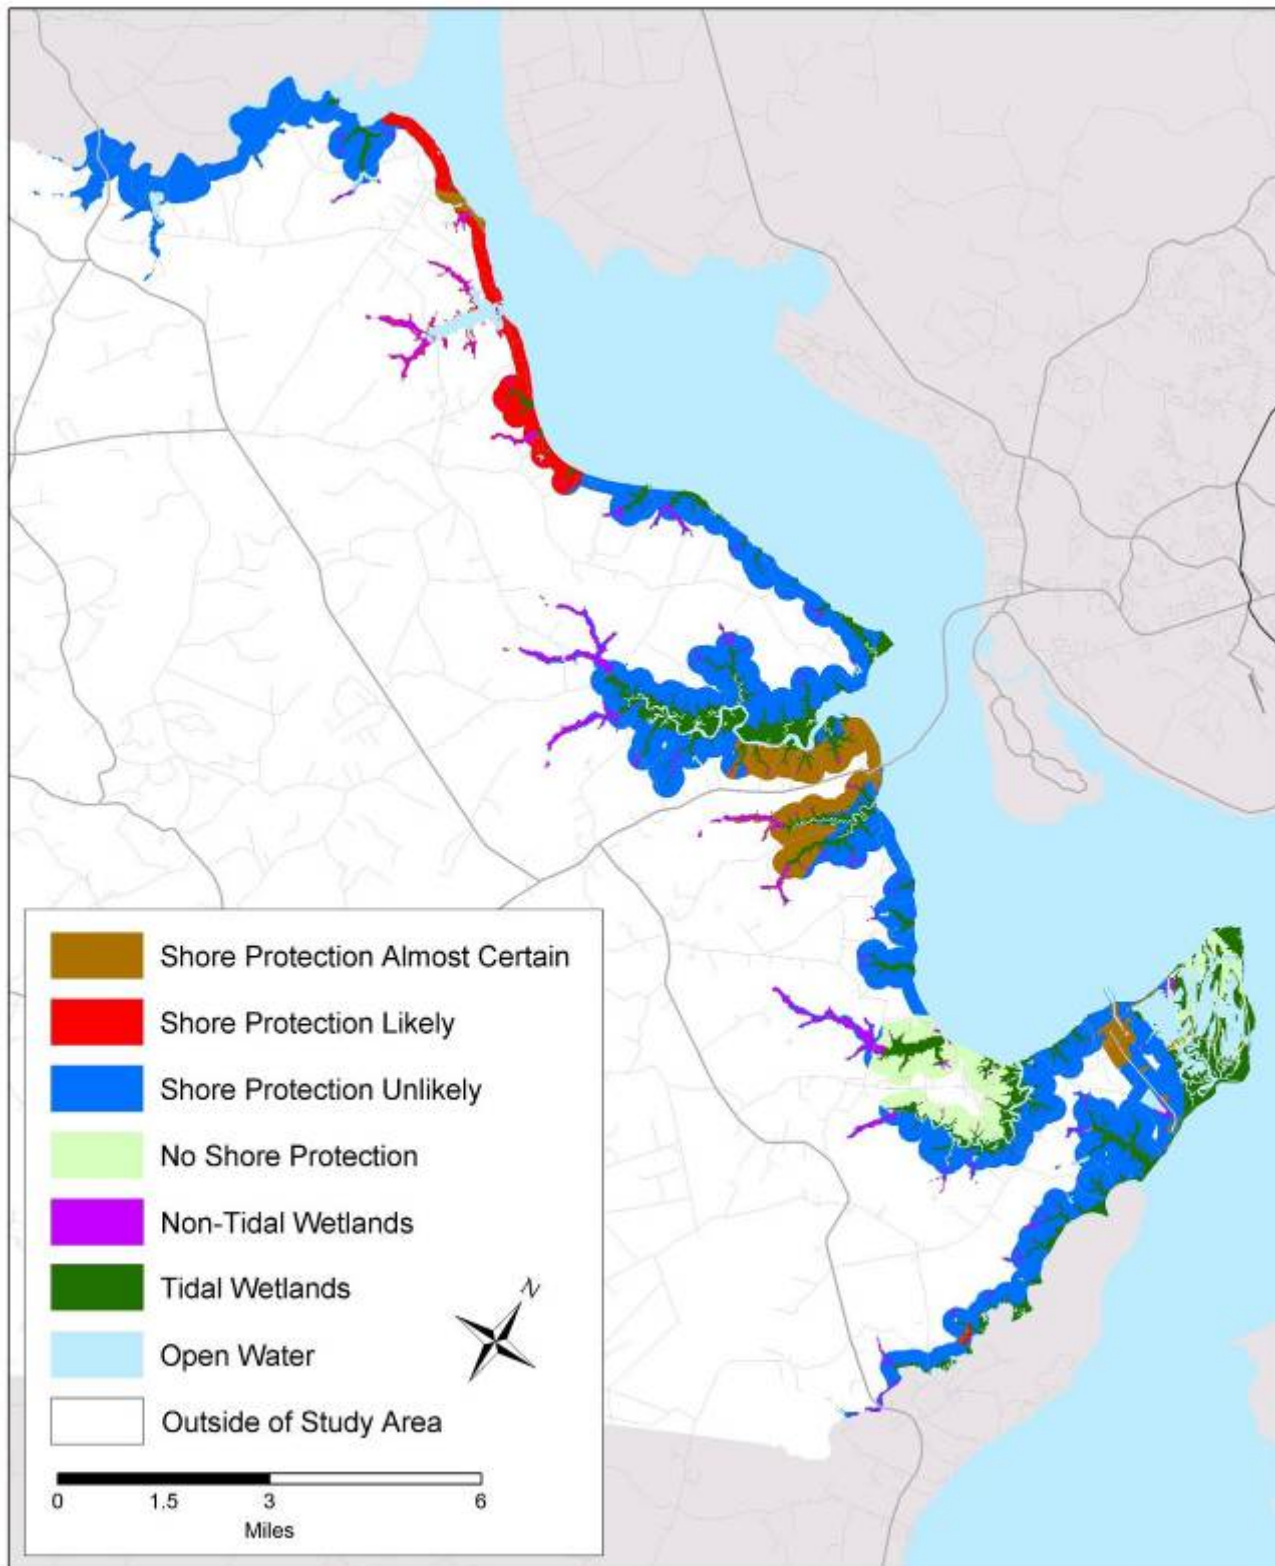 Shore Protection Almost Certain
Shore Protection Likely
Shore Protection Unlikely
No Shore Protection
Non-Tidal Wetlands
Tidal Wetlands
N
Open Water
Outside of Study Area
0 1.5 3 6
Miles